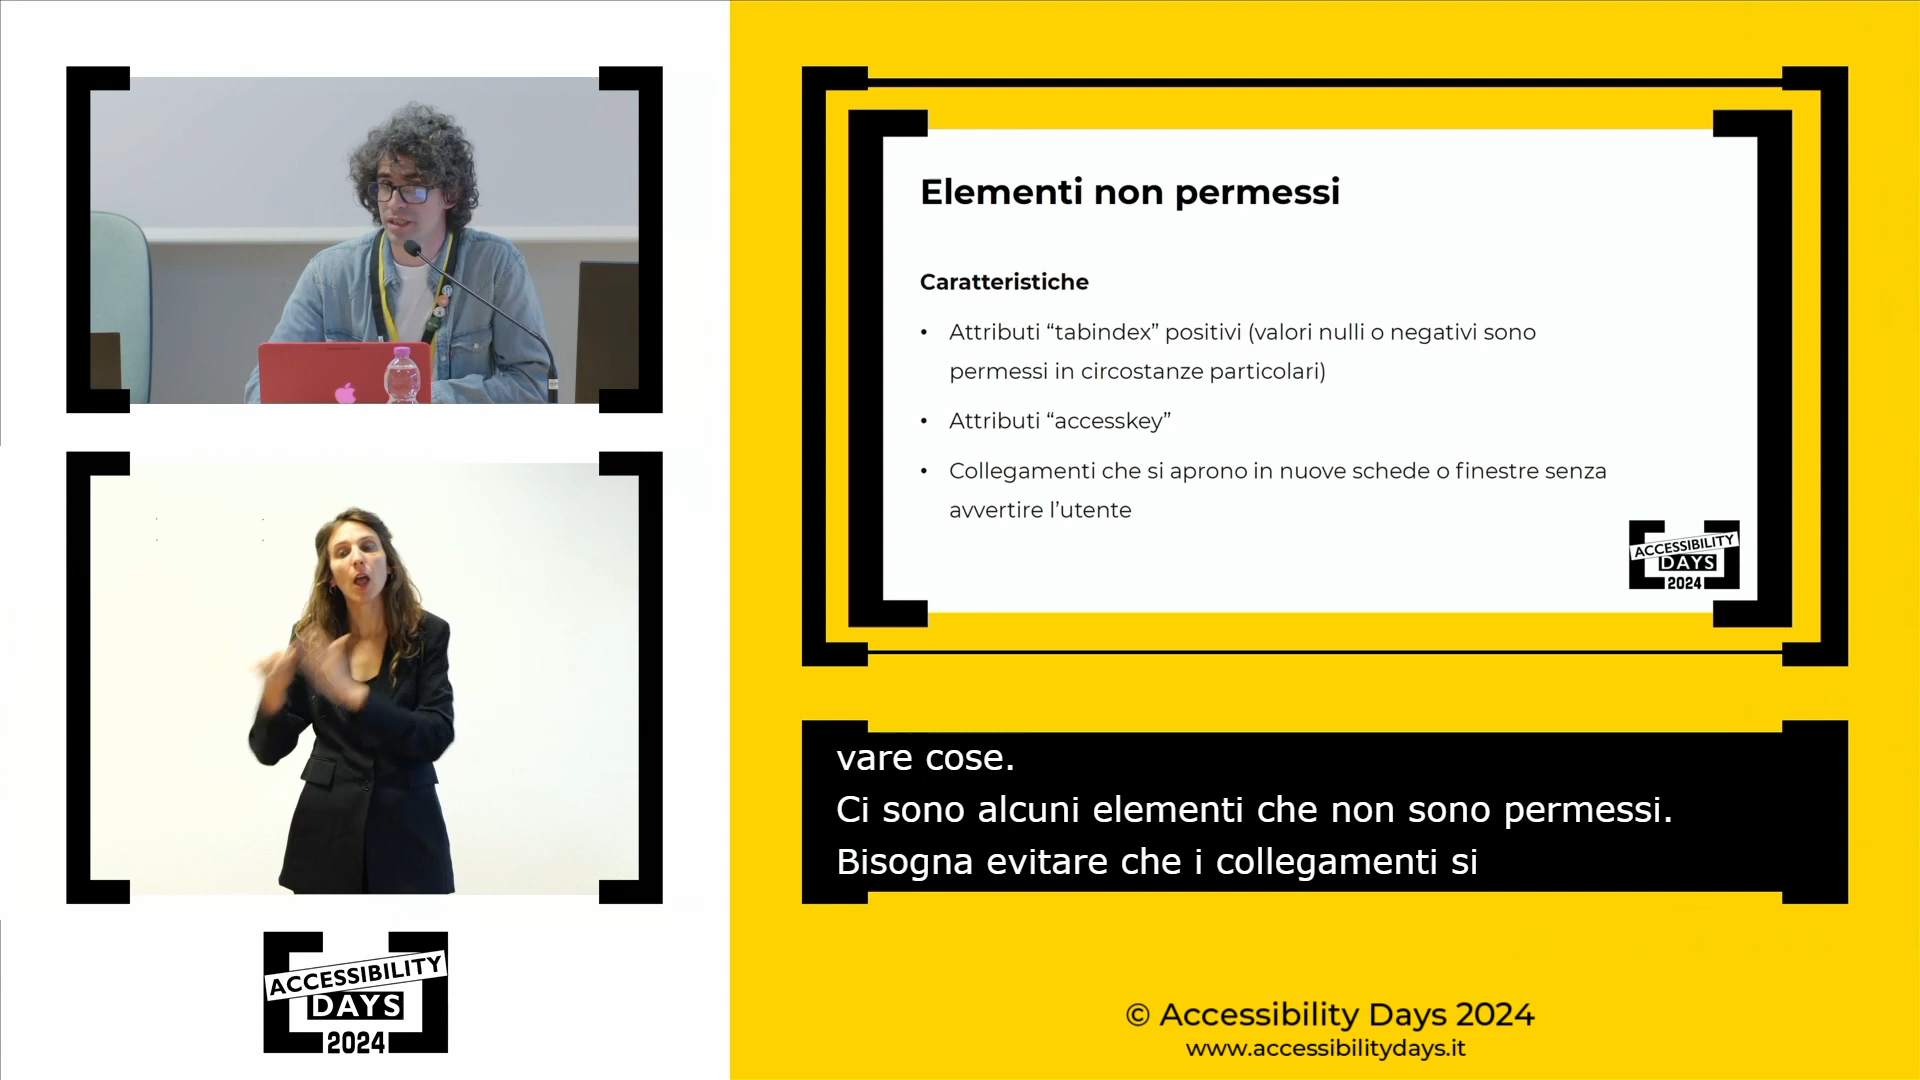 Elementi non permessi
Caratteristiche
• Attributi “tabindex” positivi (valori nulli o negativi sono
permessi in circostanze particolari)
• Attributi “accesskey”
• Collegamenti che si aprono in nuove schede o finestre senza
avvertire l’utente
ACCESSIBILITY
DAYS
2024
vare cose.
Ci sono alcuni elementi che non sono permessi.
Bisogna evitare che i collegamenti si
ACCESSIBILITY
DAYS
2024
© Accessibility Days 2024
www.accessibilitydays.it